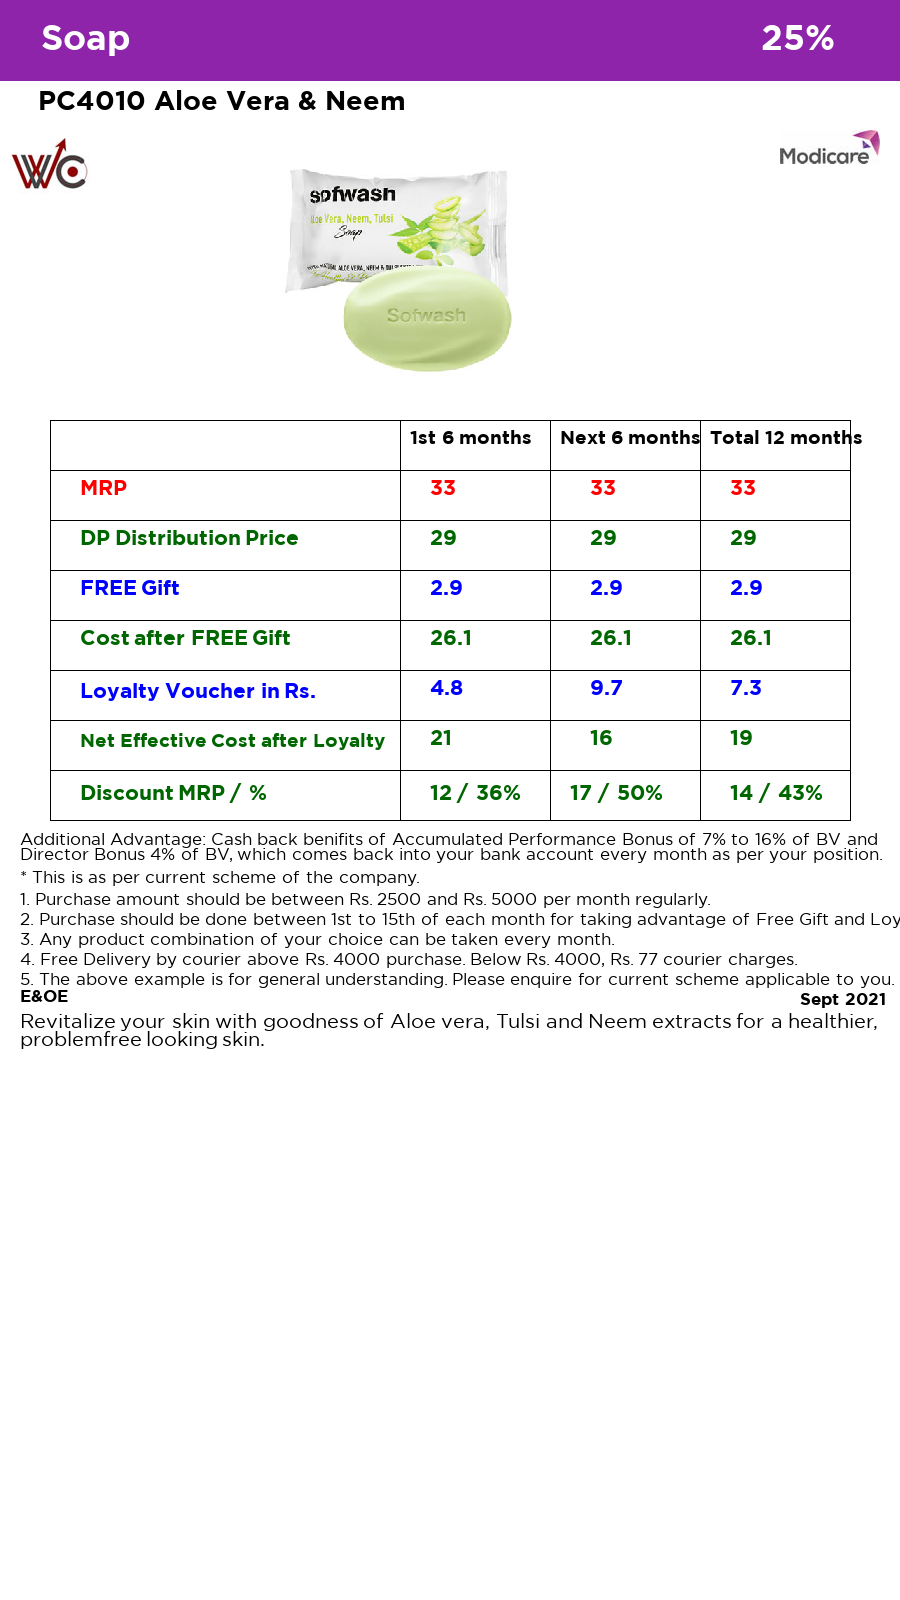 Soap 25%
PC4010 Aloe Vera & Neem
WC
Modicare
sofwash
Aloe Vera, Neem, Tulsi
Soap
Sofwash
1st 6 months Next 6 months Total 12 months
MRP 33 33 33
DP Distribution Price 29 29 29
FREE Gift 2.9 2.9 2.9
Cost after FREE Gift 26.1 26.1 26.1
Loyalty Voucher in Rs. 4.8 9.7 7.3
Net Effective Cost after Loyalty 21 16 19
Discount MRP / % 12 / 36% 17 / 50% 14 / 43%
Additional Advantage: Cash back benifits of Accumulated Performance Bonus of 7% to 16% of BV and
Director Bonus 4% of BV, which comes back into your bank account every month as per your position.
* This is as per current scheme of the company.
1. Purchase amount should be between Rs. 2500 and Rs. 5000 per month regularly.
2. Purchase should be done between 1st to 15th of each month for taking advantage of Free Gift and Loy
3. Any product combination of your choice can be taken every month.
4. Free Delivery by courier above Rs. 4000 purchase. Below Rs. 4000, Rs. 77 courier charges.
5. The above example is for general understanding. Please enquire for current scheme applicable to you.
E&OE Sept 2021
Revitalize your skin with goodness of Aloe vera, Tulsi and Neem extracts for a healthier,
problemfree looking skin.